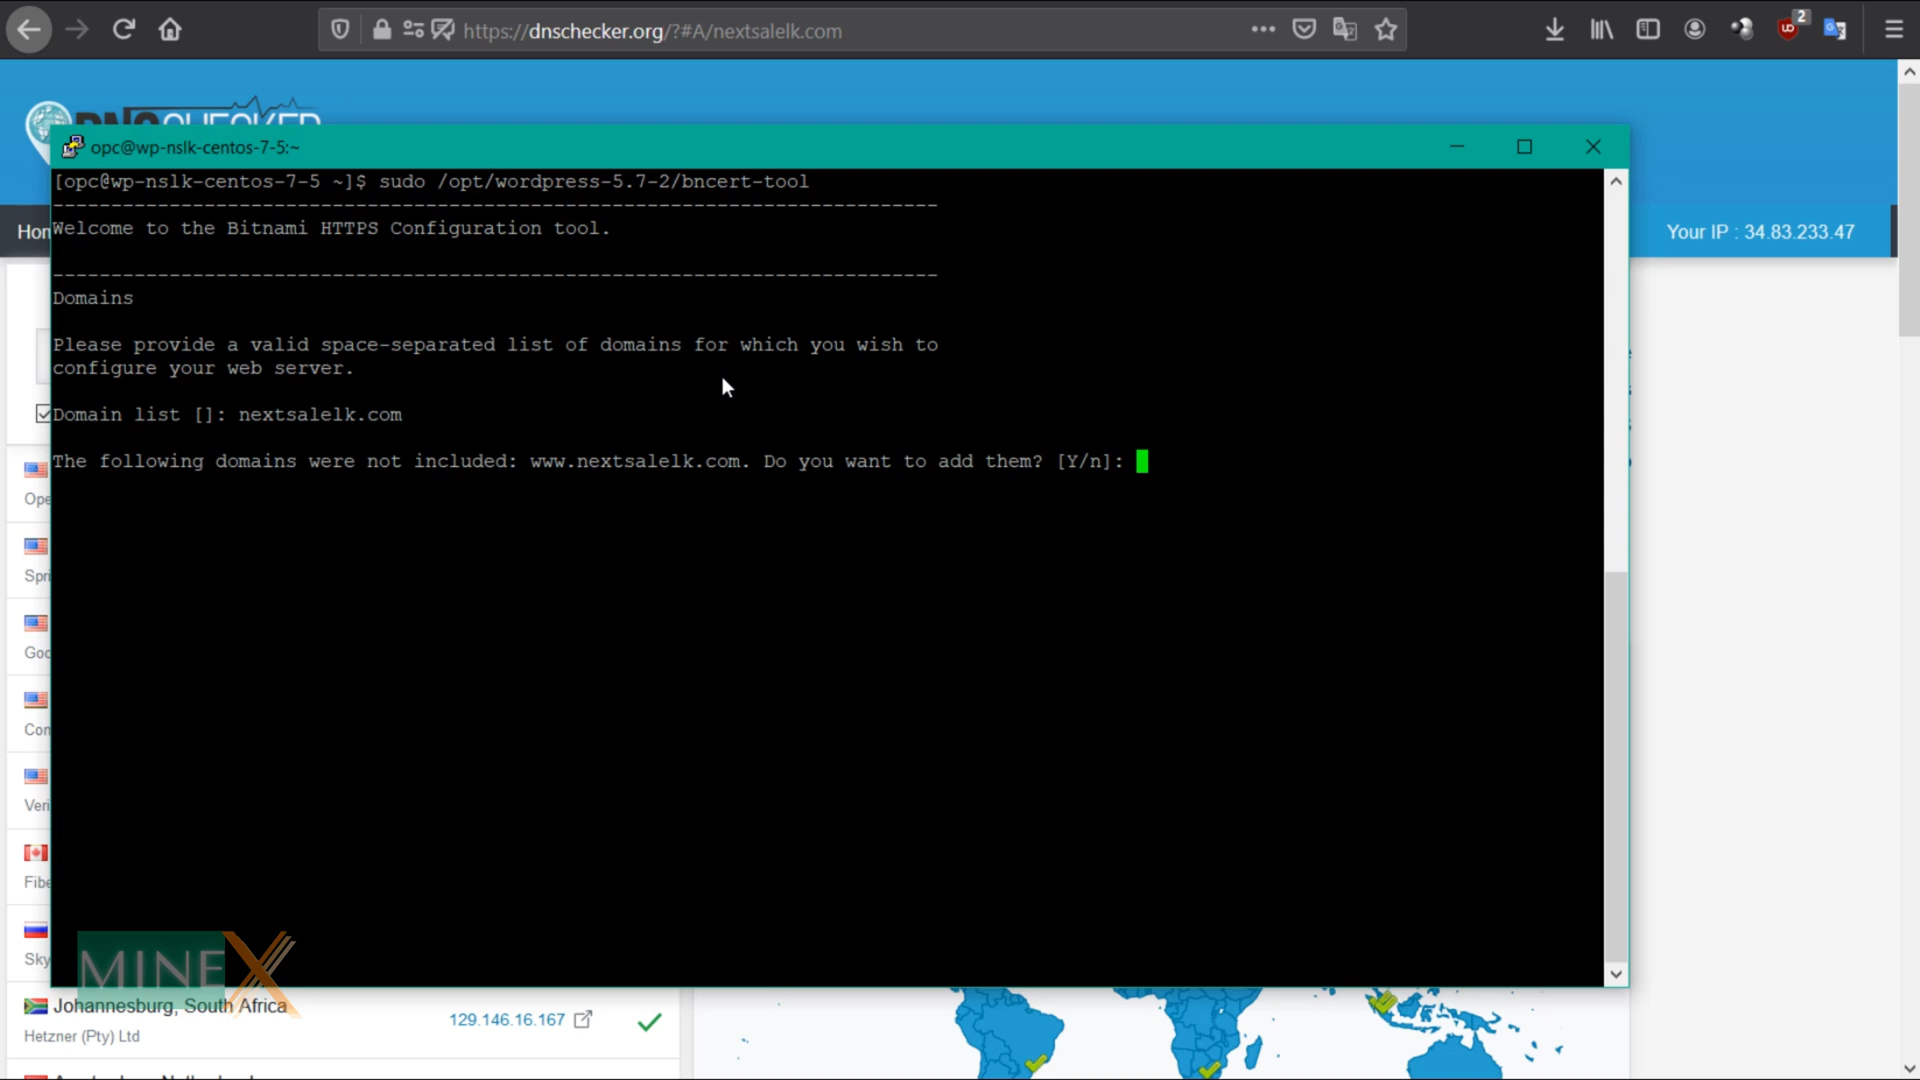 https://dnschecker.org/?#A/nextsalelk.com
2
opc@wp-nslk-centos-7-5:~
[opc@wp-nslk-centos-7-5 ~]$ sudo /opt/wordpress-5.7-2/bncert-tool
----------------------------------------------------------------------------
Welcome to the Bitnami HTTPS Configuration tool.
----------------------------------------------------------------------------
Domains
Please provide a valid space-separated list of domains for which you wish to
configure your web server.
Domain list []: nextsalelk.com
The following domains were not included: www.nextsalelk.com. Do you want to add them? [Y/n]:
Your IP : 34.83.233.47
MINEX
Johannesburg, South Africa
Hetzner (Pty) Ltd
129.146.16.167